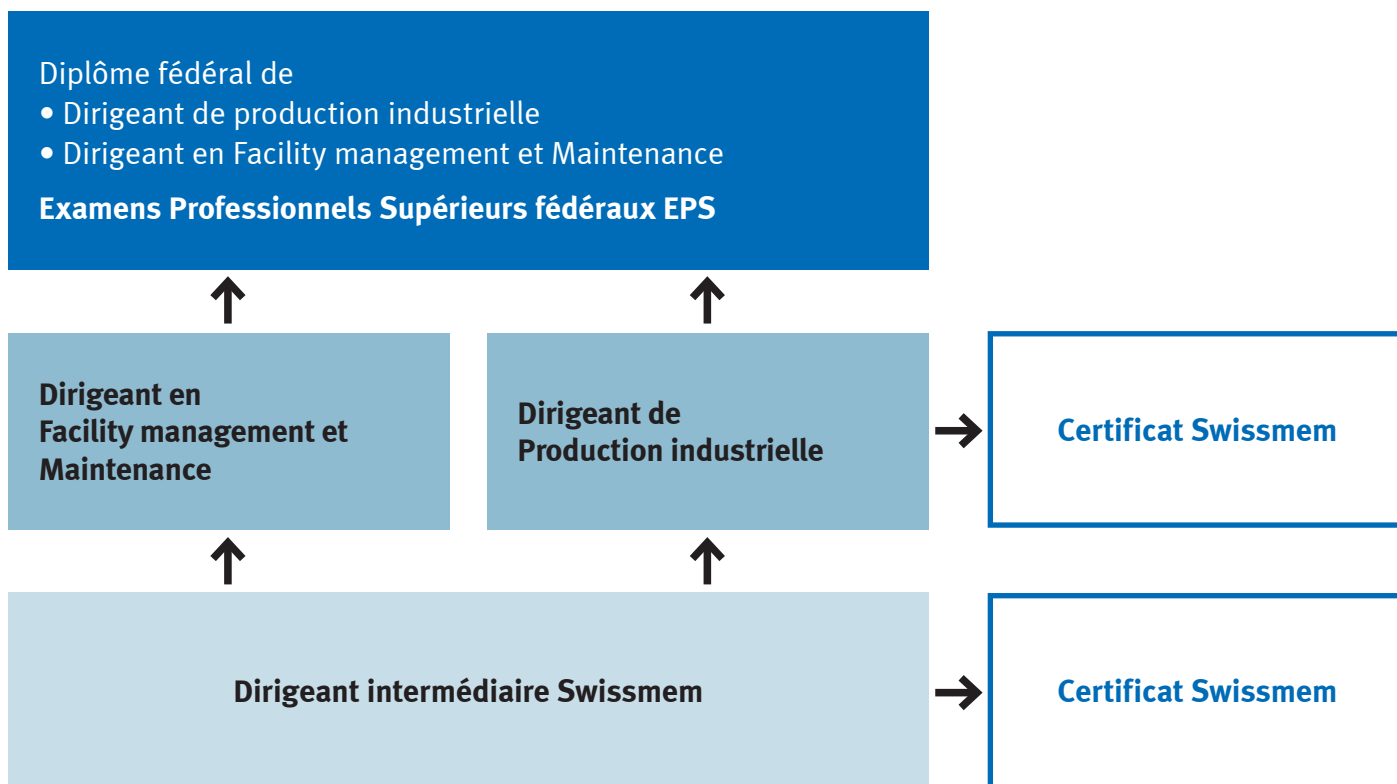 Diplôme fédéral de
• Dirigeant de production industrielle
• Dirigeant en Facility management et Maintenance
Examens Professionnels Supérieurs fédéraux EPS
Dirigeant en
Facility management et
Maintenance
Dirigeant de
Production industrielle
Certificat Swissmem
Dirigeant intermédiaire Swissmem
Certificat Swissmem